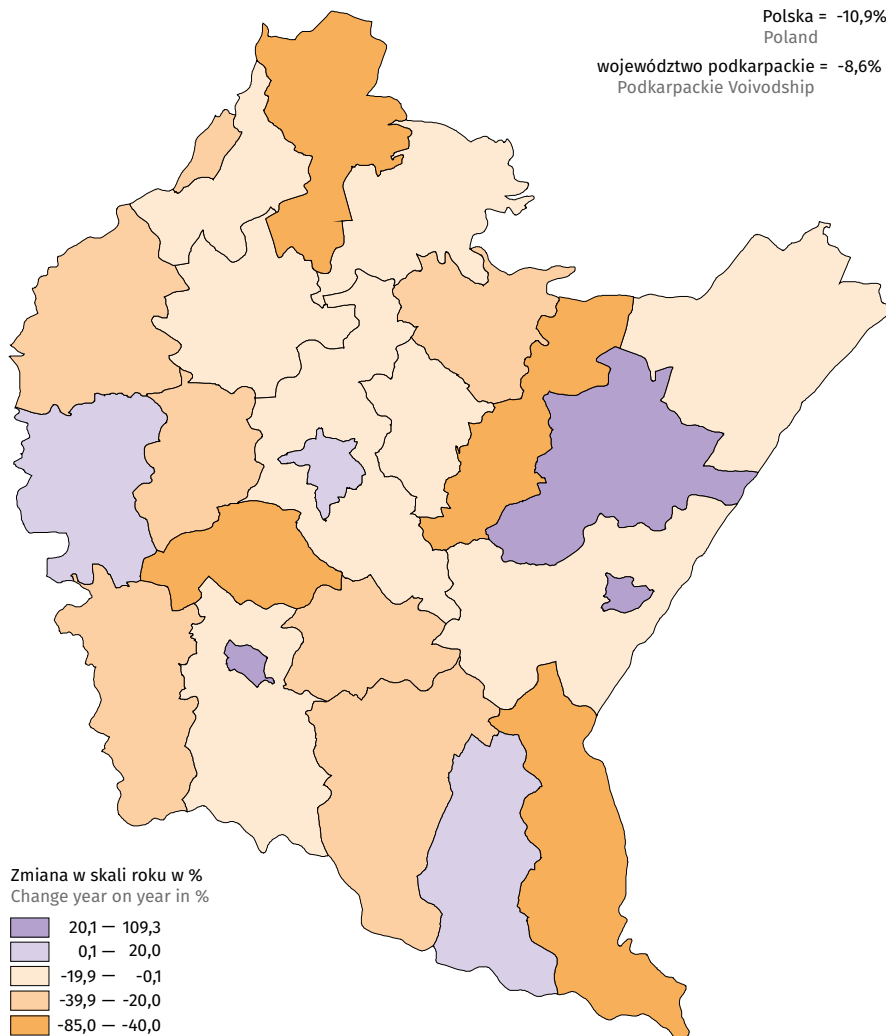 Polska = -10,9%
Poland
województwo podkarpackie = -8,6%
Podkarpackie Voivodship
Zmiana w skali roku w %
Change year on year in %
20,1 — 109,3
0,1 — 20,0
-19,9 — -0,1
-39,9 — -20,0
-85,0 — -40,0